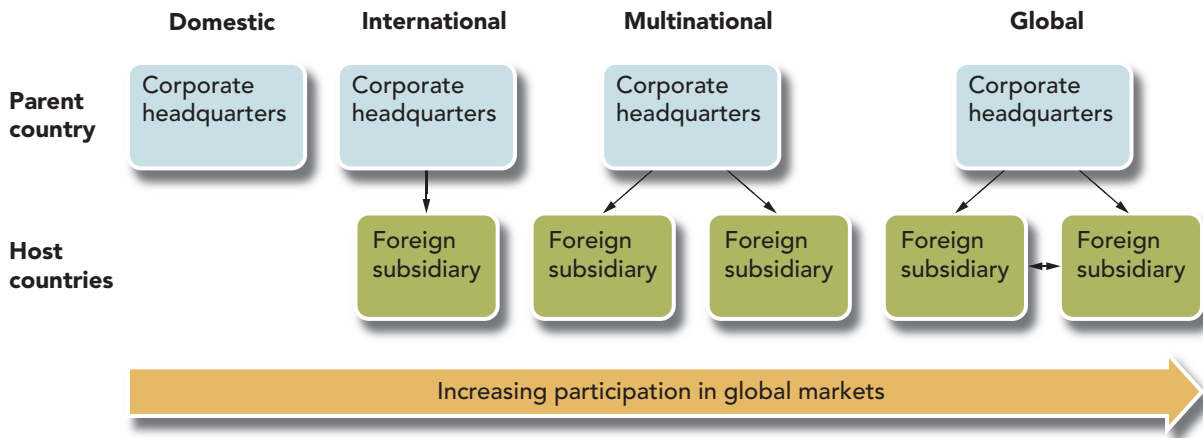 Domestic
International
Multinational
Global
Parent
country
Corporate
headquarters
Corporate
headquarters
Corporate
headquarters
Corporate
headquarters
Host
countries
Foreign
subsidiary
Foreign
subsidiary
Foreign
subsidiary
Foreign
subsidiary
Foreign
subsidiary
Increasing participation in global markets